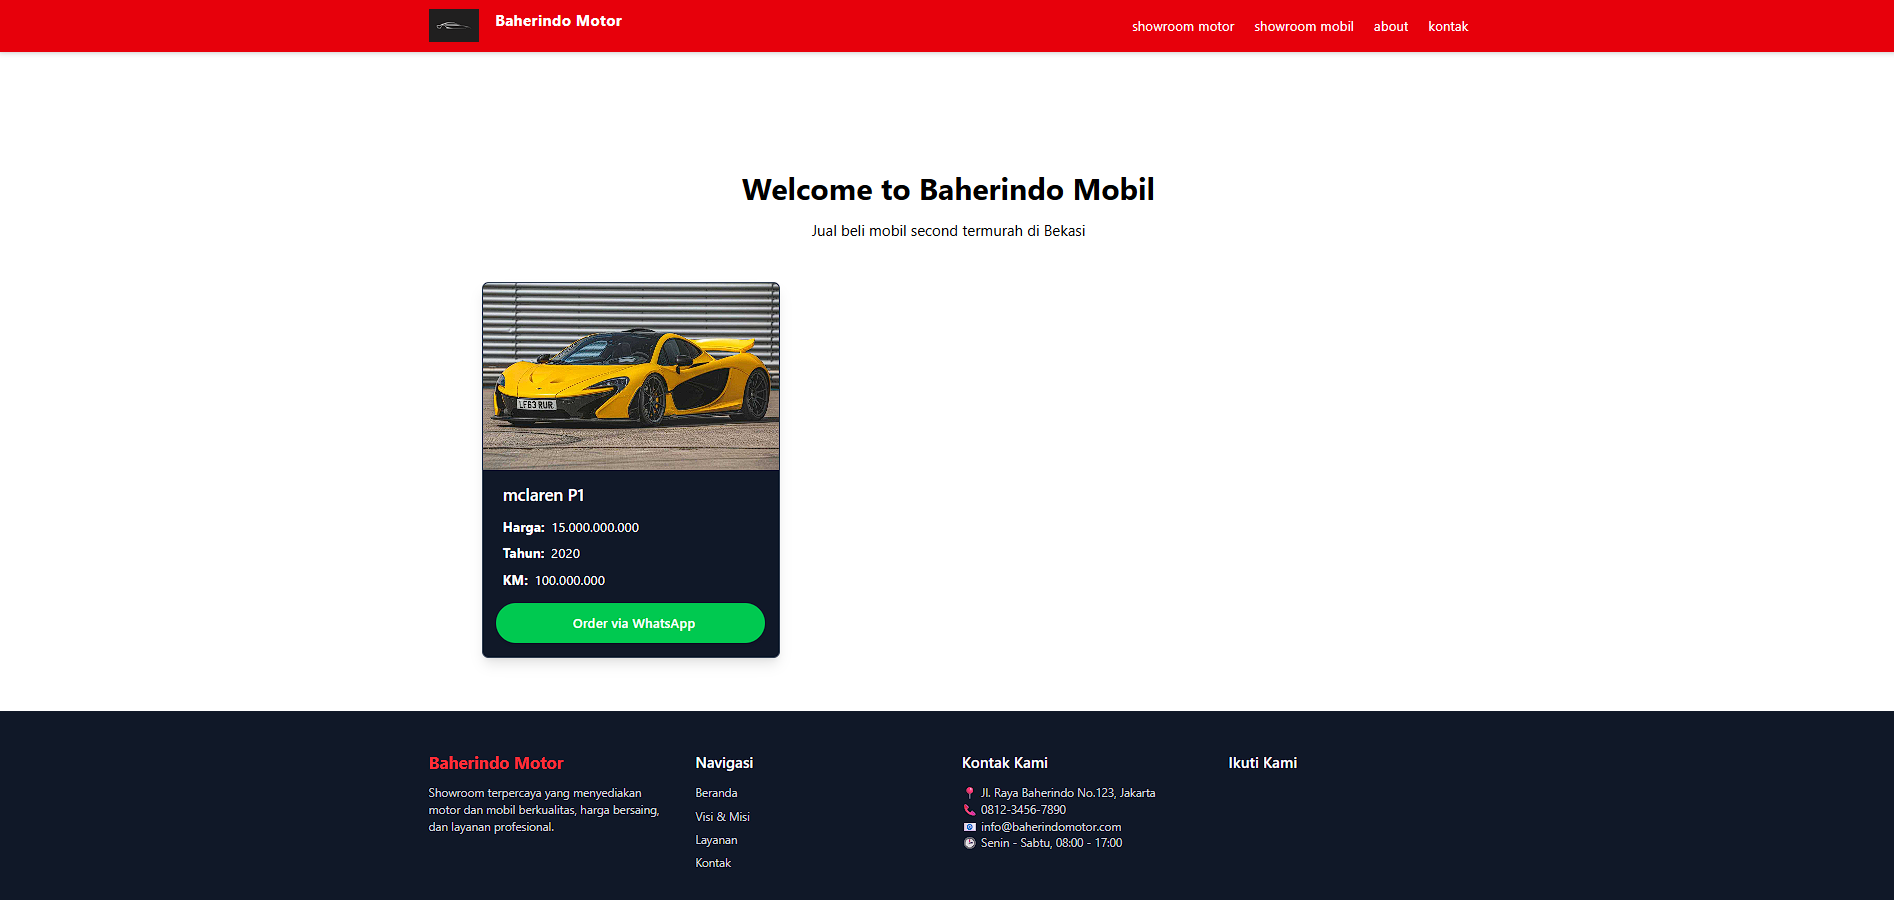 Baherindo Motor
showroom motor showroom mobil about kontak
Welcome to Baherindo Mobil
Jual beli mobil second termurah di Bekasi
LF63 RUR
mclaren P1
Harga: 15.000.000.000
Tahun: 2020
KM: 100.000.000
Order via WhatsApp
Baherindo Motor
Showroom terpercaya yang menyediakan
motor dan mobil berkualitas, harga bersaing,
dan layanan profesional.
Navigasi
Beranda
Visi & Misi
Layanan
Kontak
Kontak Kami
📍 Jl. Raya Baherindo No.123, Jakarta
📞 0812-3456-7890
📧 info@baherindomotor.com
🕒 Senin - Sabtu, 08:00 - 17:00
Ikuti Kami